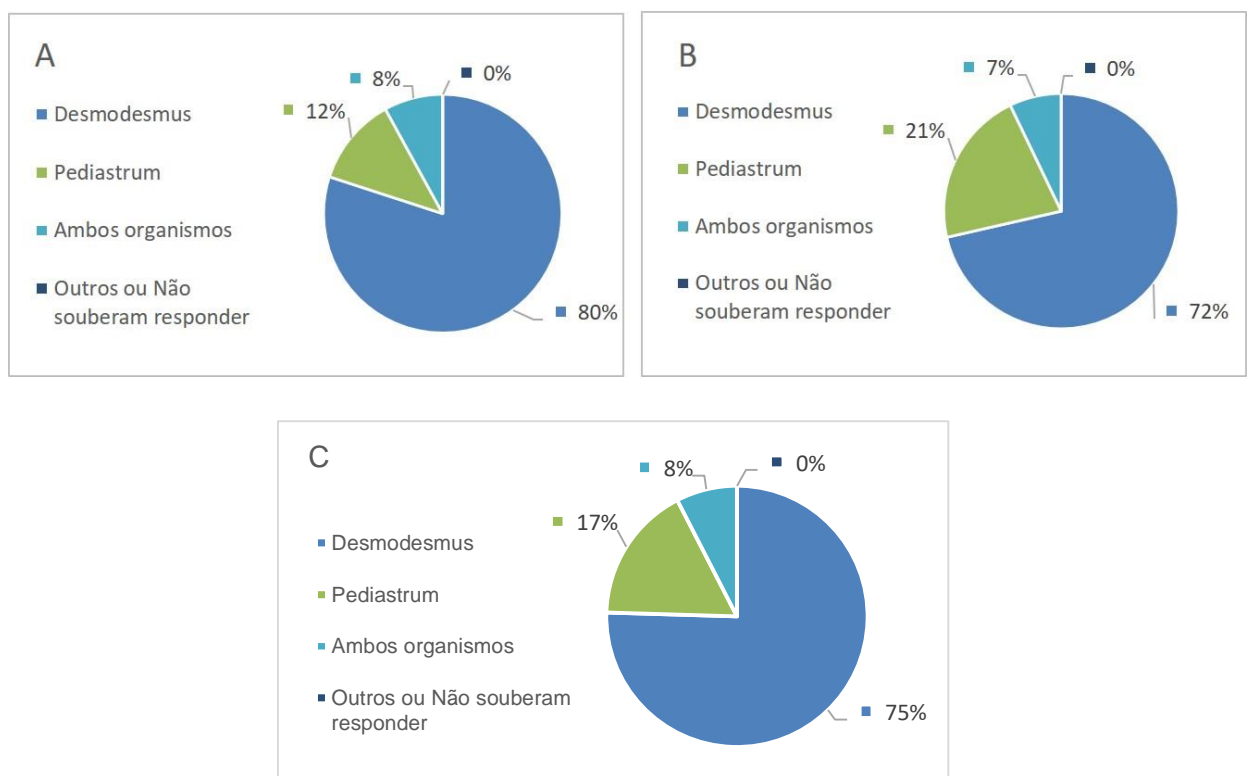 A
Desmodesmus
Pediastrum
Ambos organismos
Outros ou Não
souberam responder
8%
0%
12%
80%
B
Desmodesmus
Pediastrum
Ambos organismos
Outros ou Não
souberam responder
7%
0%
21%
72%
C
Desmodesmus
Pediastrum
Ambos organismos
Outros ou Não souberam
responder
8%
0%
17%
75%